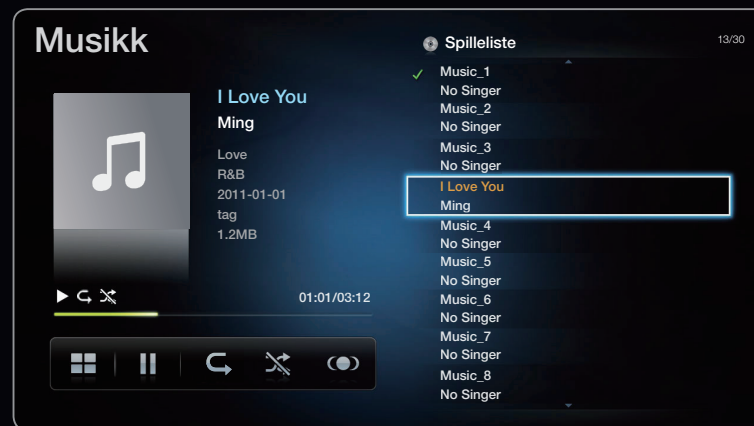 Musikk
I Love You
Ming
Love
R&B
2011-01-01
tag
1.2MB
01:01/03:12
Spilleliste
13/30
Music_1
No Singer
Music_2
No Singer
Music_3
No Singer
I Love You
Ming
Music_4
No Singer
Music_5
No Singer
Music_6
No Singer
Music_7
No Singer
Music_8
No Singer